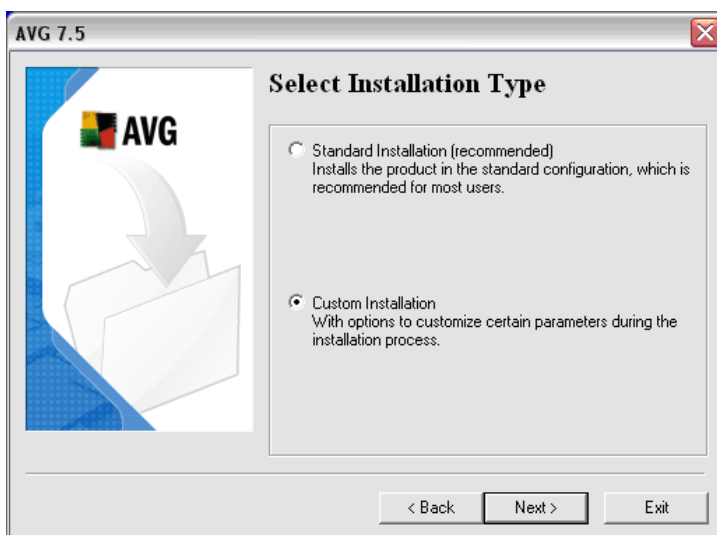 AVG 7.5
AVG
Select Installation Type
Standard Installation (recommended)
Installs the product in the standard configuration, which is
recommended for most users.
Custom Installation
With options to customize certain parameters during the
installation process.
< Back
Next >
Exit